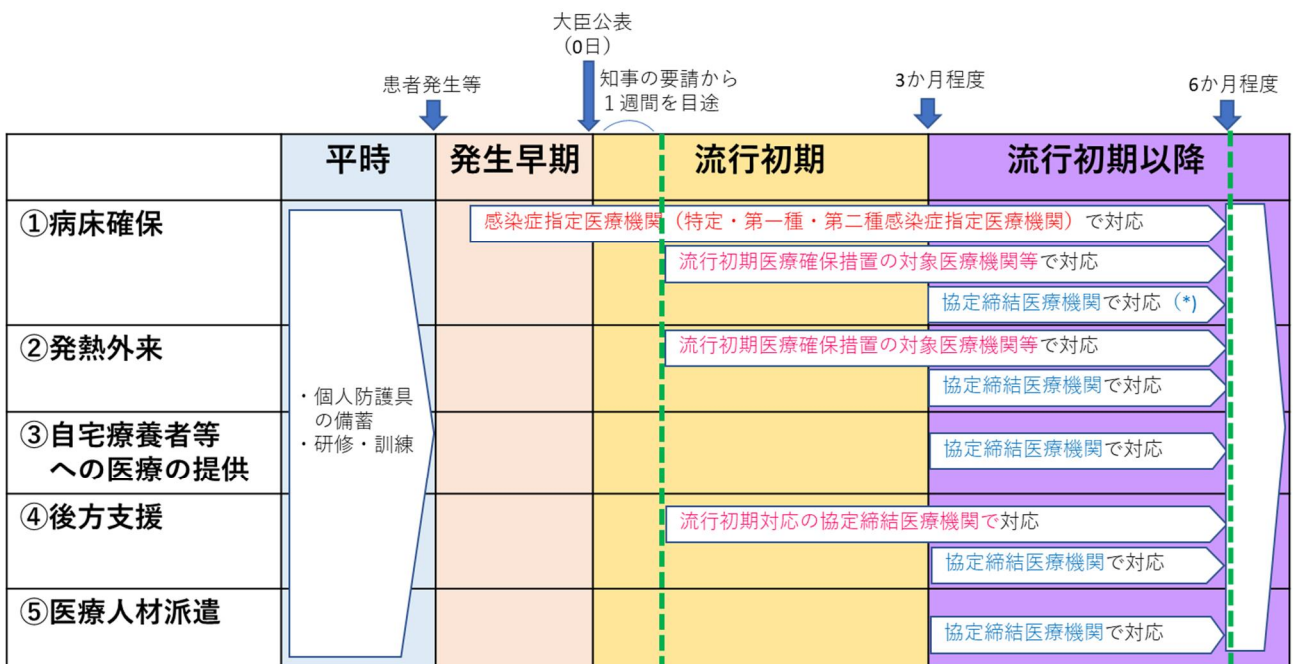 大臣公表
（0日）
患者発生等
知事の要請から
１週間を目途
3か月程度
6か月程度
平時
発生早期
流行初期
流行初期以降
①病床確保
感染症指定医療機関（特定・第一種・第二種感染症指定医療機関）で対応
流行初期医療確保措置の対象医療機関等で対応
協定締結医療機関で対応（*)
②発熱外来
流行初期医療確保措置の対象医療機関等で対応
協定締結医療機関で対応
・個人防護具
の備蓄
・研修・訓練
③自宅療養者等
への医療の提供
協定締結医療機関で対応
④後方支援
流行初期対応の協定締結医療機関で対応
協定締結医療機関で対応
⑤医療人材派遣
協定締結医療機関で対応